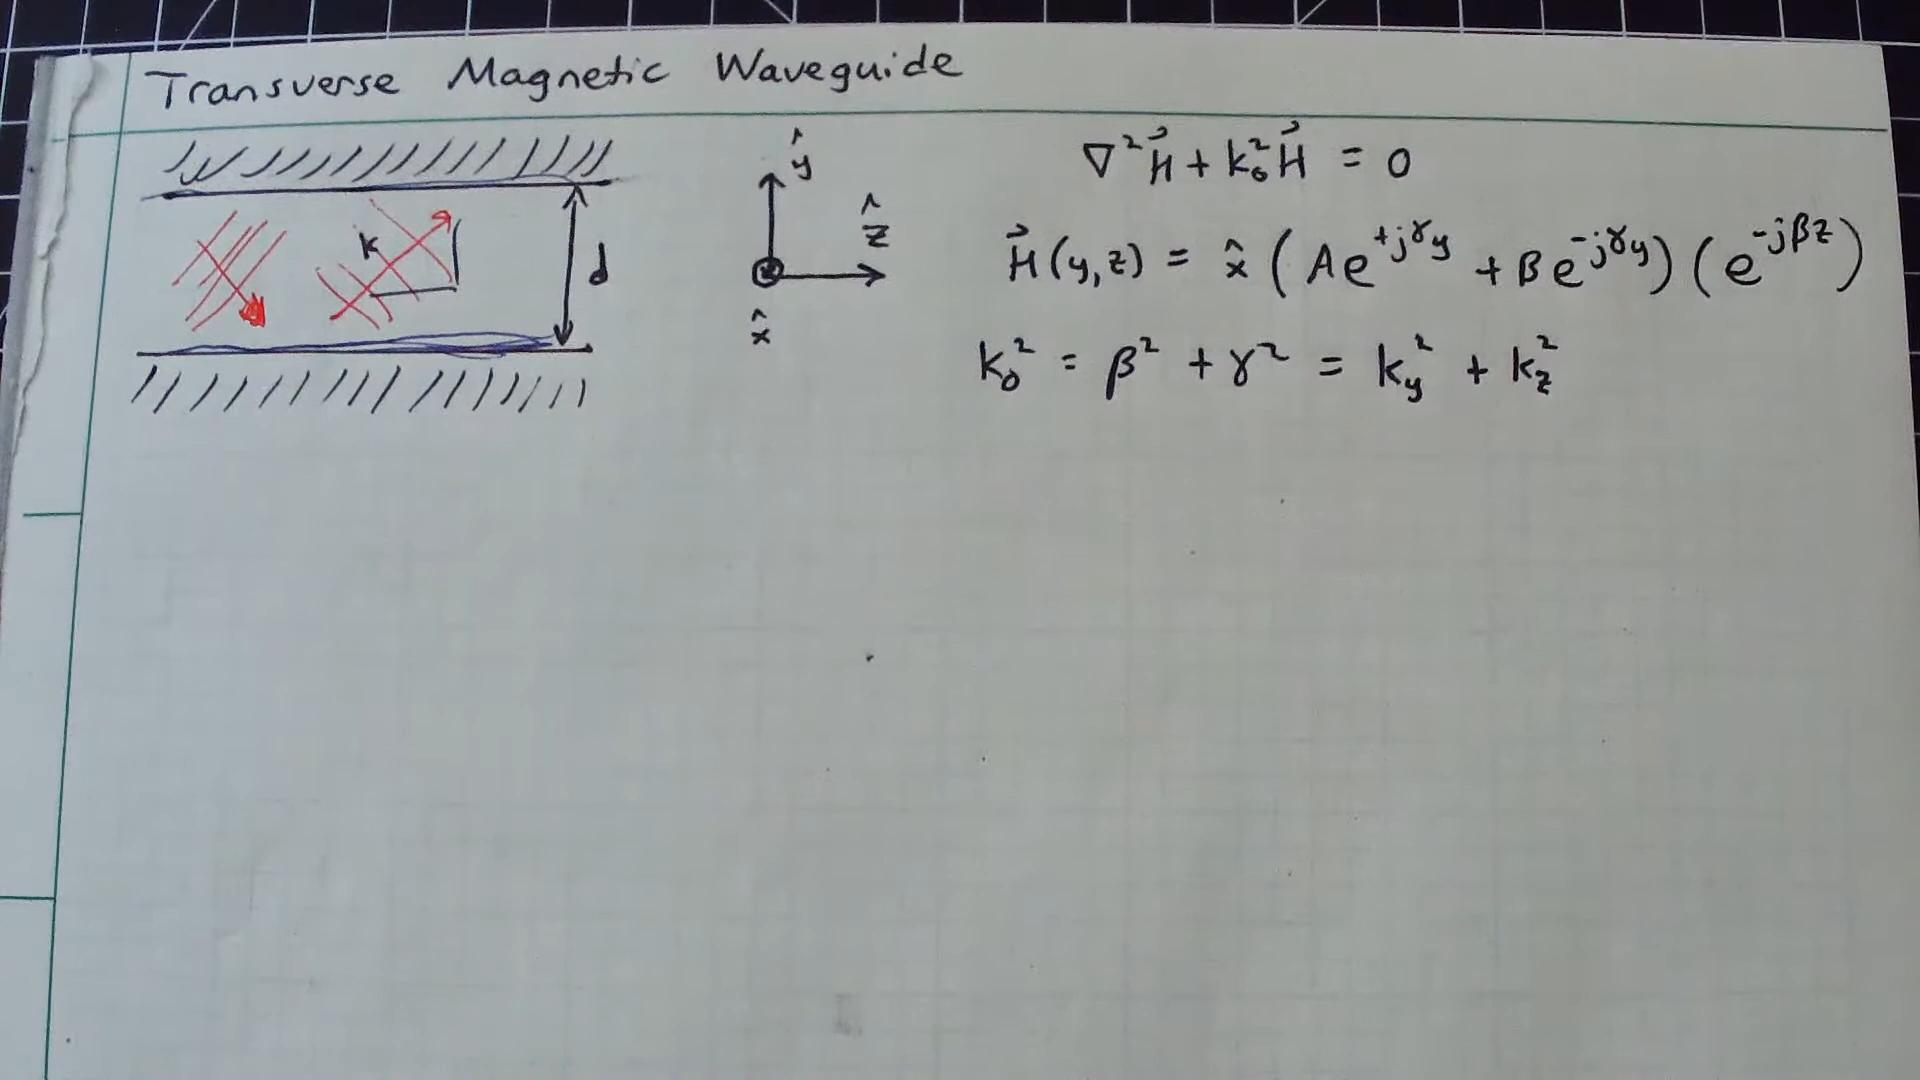 Transverse Magnetic Waveguide
k
d
ŷ
ẑ
x̂
∇²H⃗ + k₀²H⃗ = 0
H⃗(y,z) = x̂ (Ae^{+jγy} + Be^{-jγy})(e^{-jβz})
k₀² = β² + γ² = k_y² + k_z²